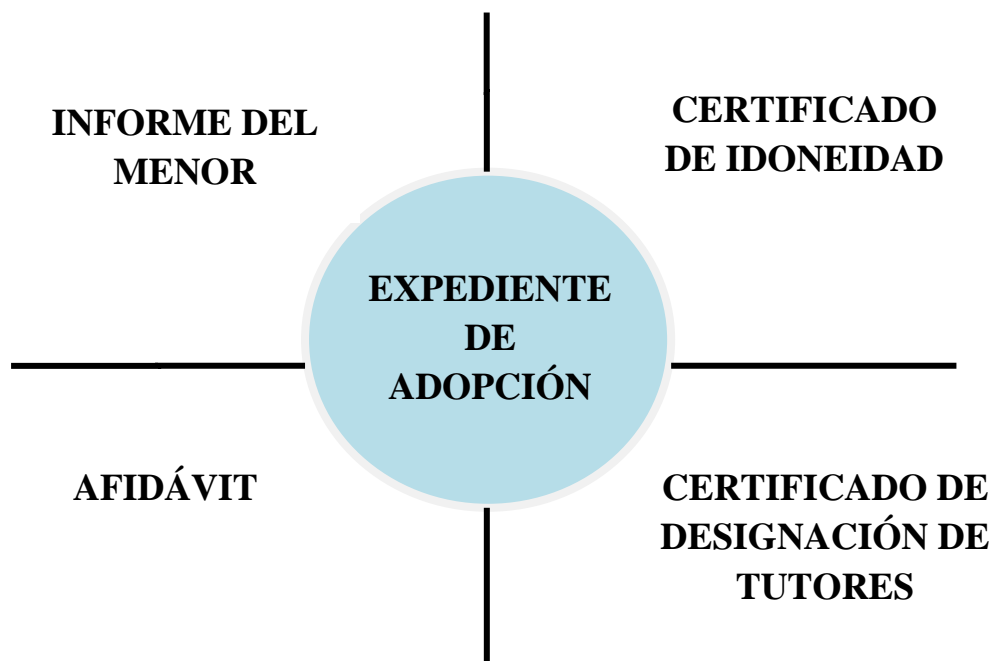 INFORME DEL
MENOR
CERTIFICADO
DE IDONEIDAD
EXPEDIENTE
DE
ADOPCIÓN
AFIDÁVIT
CERTIFICADO DE
DESIGNACIÓN DE
TUTORES